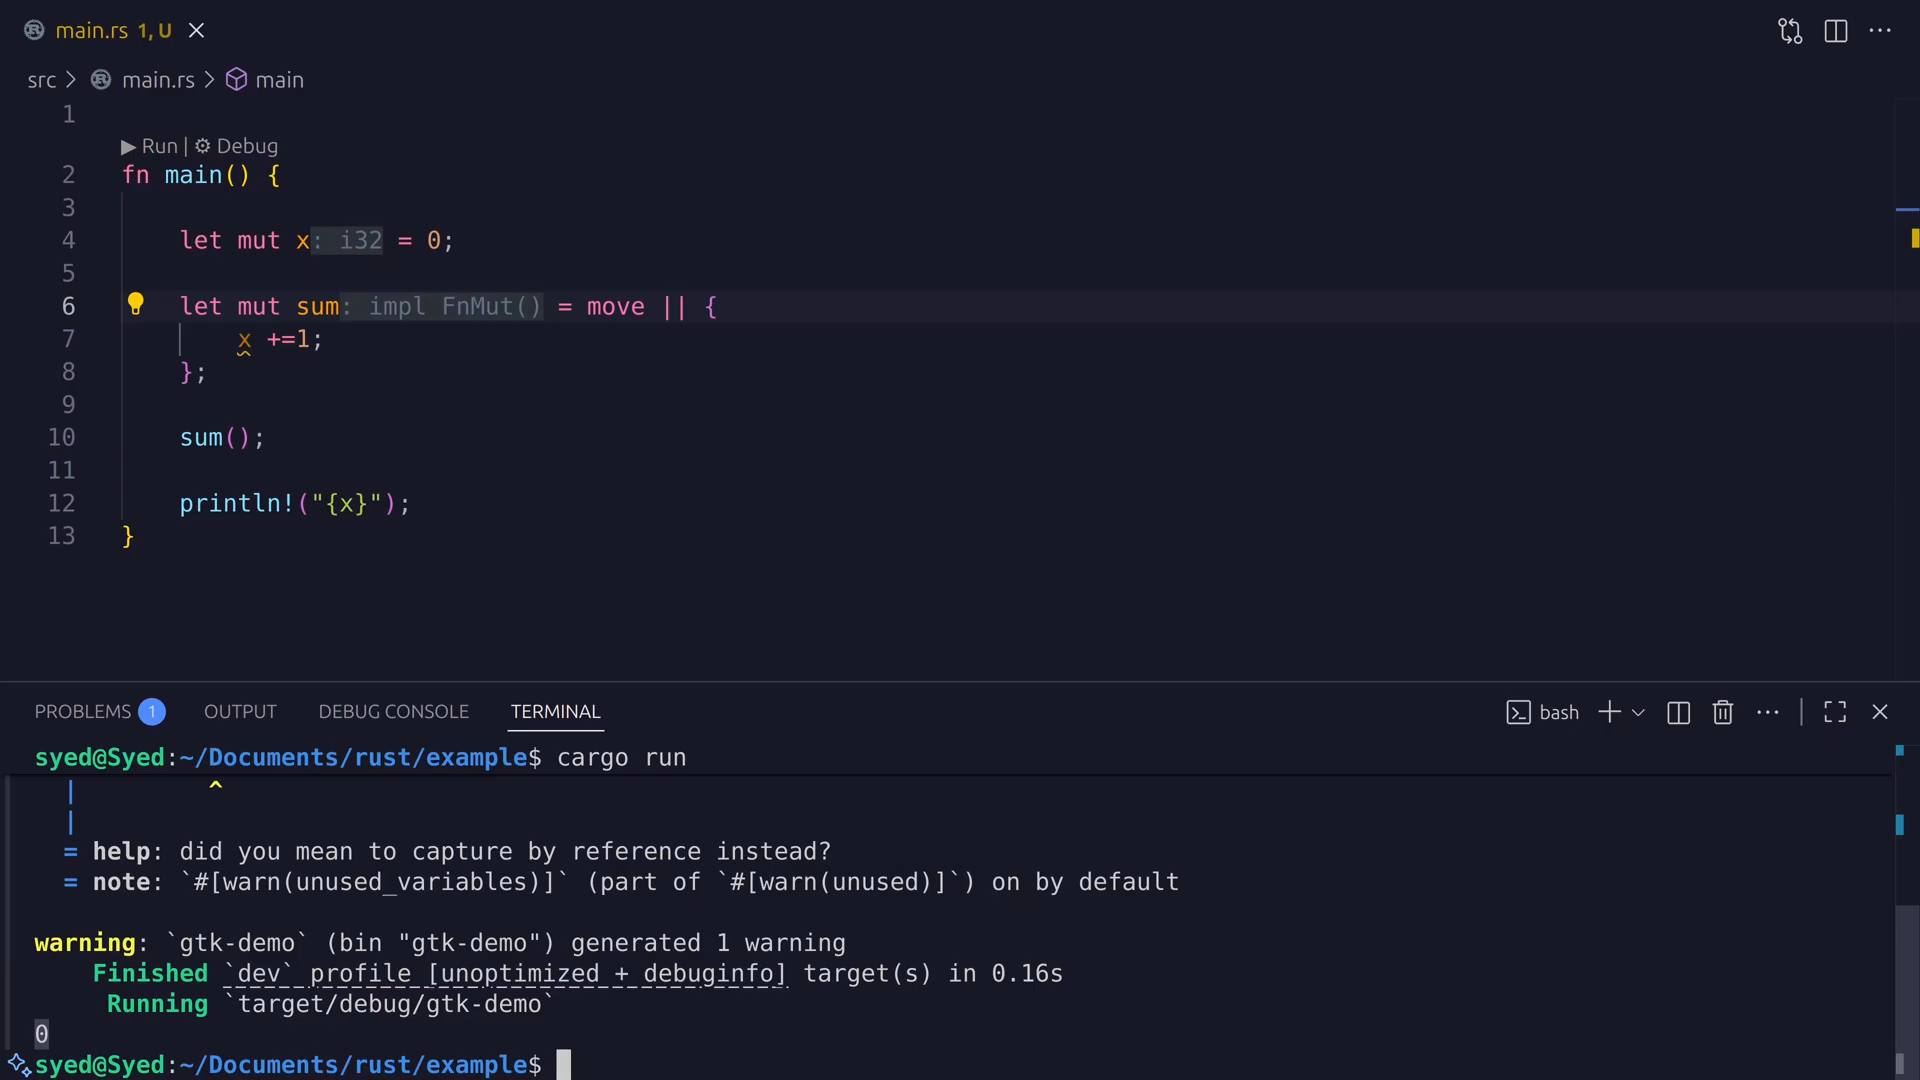 main.rs 1, U
src > main.rs > main
1
Run | Debug
2 fn main() {
3
4 let mut x: i32 = 0;
5
6 let mut sum: impl FnMut() = move || {
7 x +=1;
8 };
9
10 sum();
11
12 println!("{x}");
13 }
PROBLEMS 1 OUTPUT DEBUG CONSOLE TERMINAL bash
syed@Syed:~/Documents/rust/example$ cargo run
| ^
|
= help: did you mean to capture by reference instead?
= note: `#[warn(unused_variables)]` (part of `#[warn(unused)]`) on by default
warning: `gtk-demo` (bin "gtk-demo") generated 1 warning
Finished `dev` profile [unoptimized + debuginfo] target(s) in 0.16s
Running `target/debug/gtk-demo`
0
syed@Syed:~/Documents/rust/example$